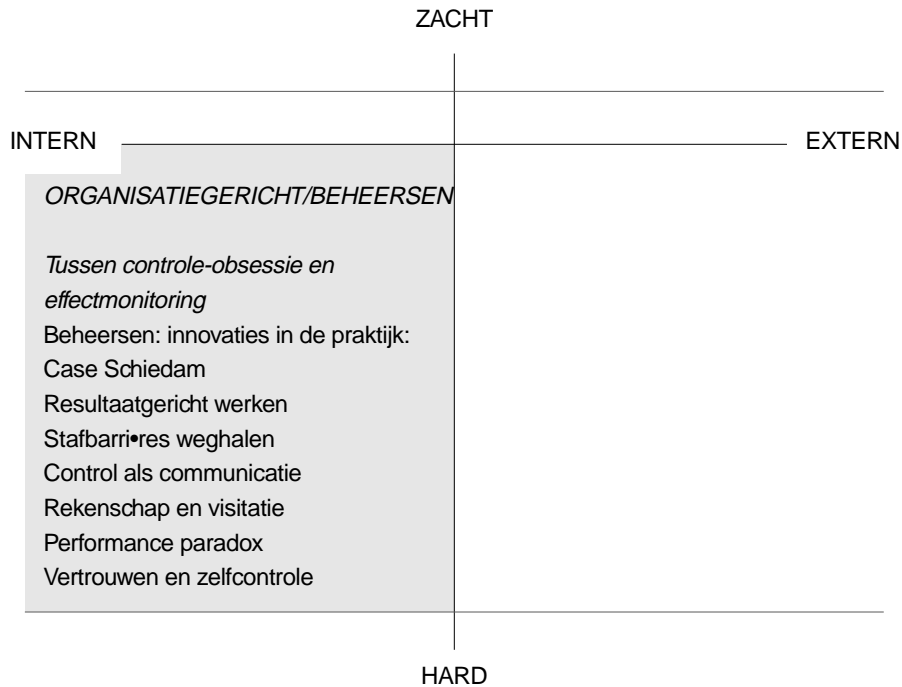 ZACHT
INTERN
EXTERN
ORGANISATIEGERICHT/BEHEERSEN
Tussen controle-obsessie en
effectmonitoring
Beheersen: innovaties in de praktijk:
Case Schiedam
Resultaatgericht werken
Stafbarri•res weghalen
Control als communicatie
Rekenschap en visitatie
Performance paradox
Vertrouwen en zelfcontrole
HARD